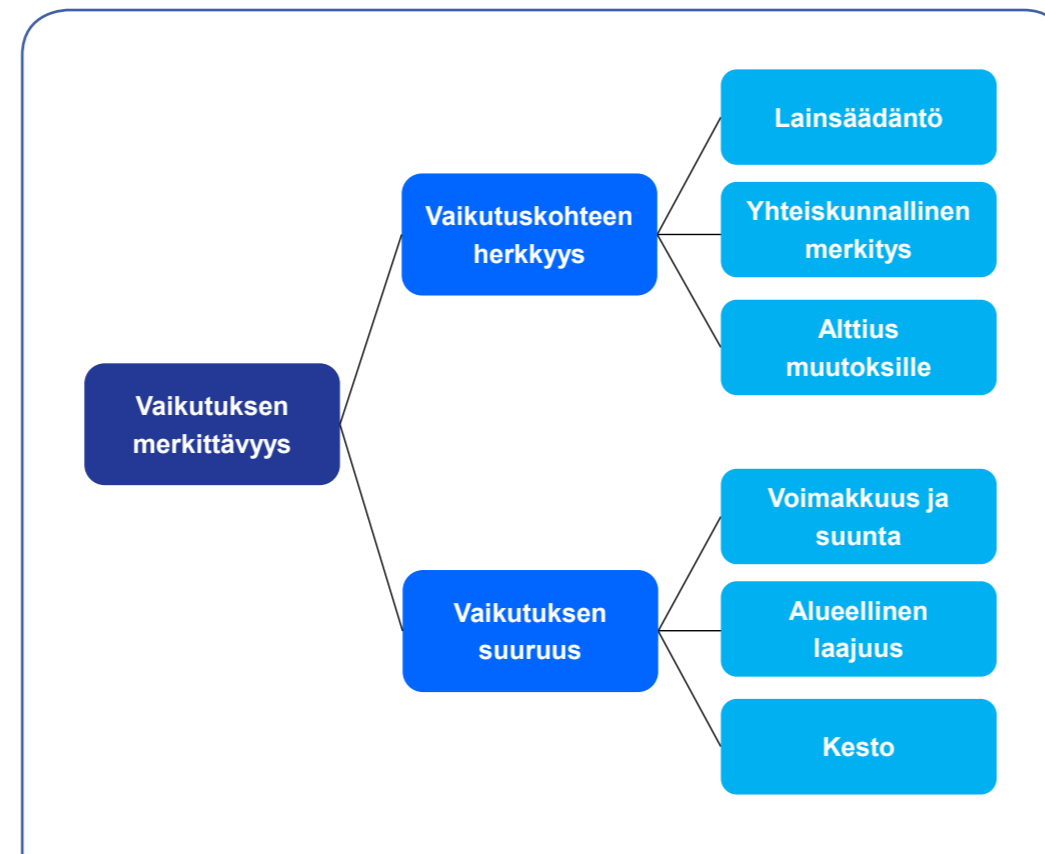 Vaikutuksen
merkittävyys
Vaikutuskohteen
herkkyys
Lainsäädäntö
Yhteiskunnallinen
merkitys
Alttius
muutoksille
Vaikutuksen
suuruus
Voimakkuus ja
suunta
Alueellinen
laajuus
Kesto